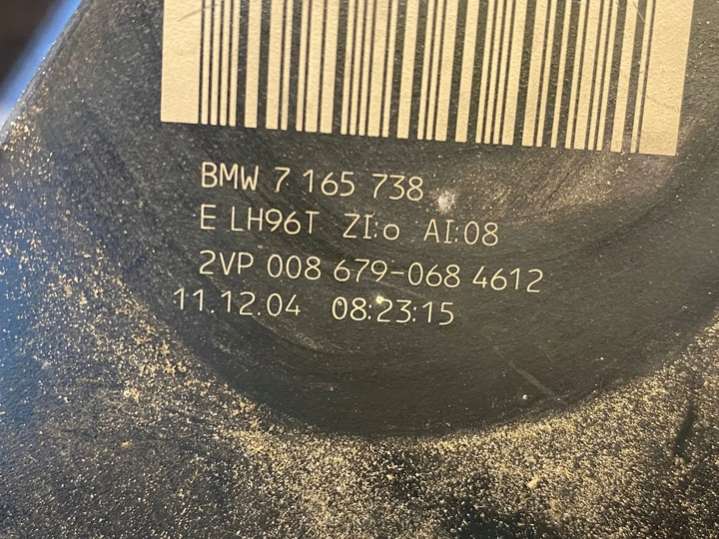 BMW 7 165 738
E LH96T ZI:o AI:08
2VP 008 679-068 4612
11.12.04 08:23:15